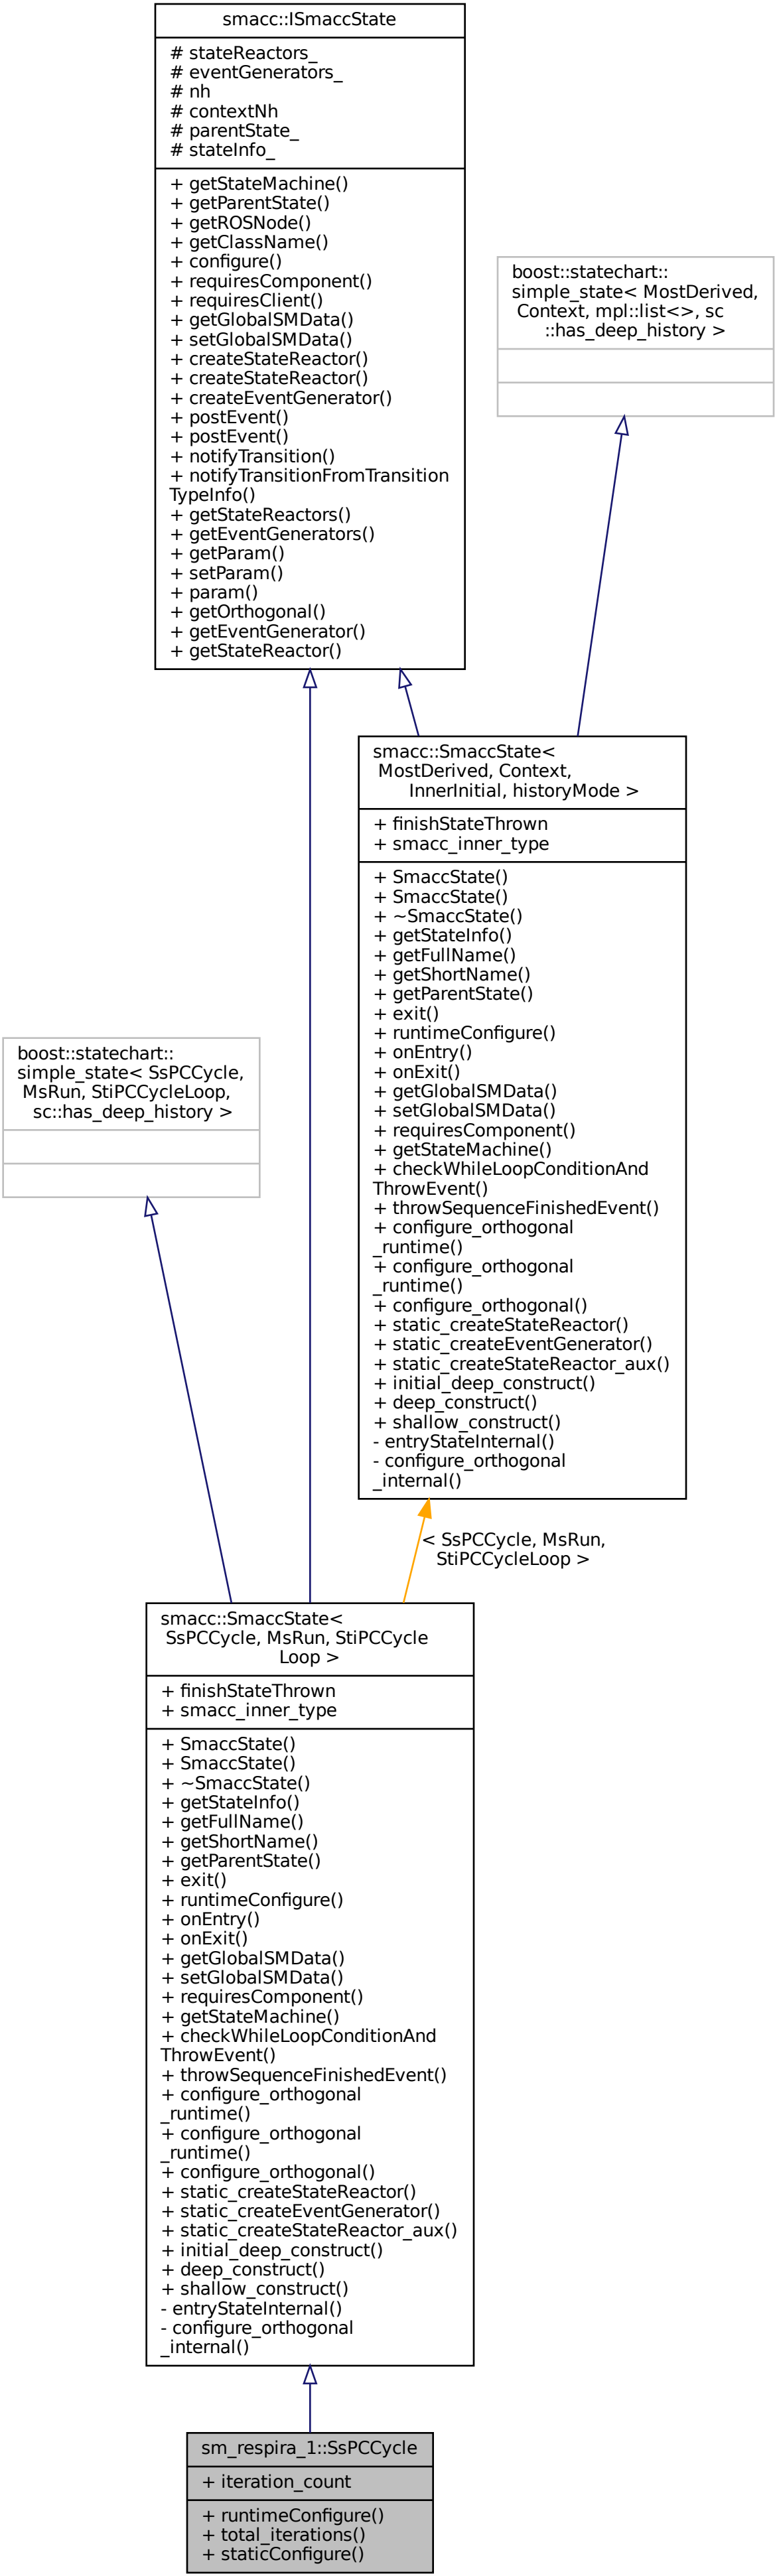 smacc::ISmaccState
# stateReactors_
# eventGenerators_
# nh
# contextNh
# parentState_
# stateInfo_
+ getStateMachine()
+ getParentState()
+ getROSNode()
+ getClassName()
+ configure()
+ requiresComponent()
+ requiresClient()
+ getGlobalSMData()
+ setGlobalSMData()
+ createStateReactor()
+ createStateReactor()
+ createEventGenerator()
+ postEvent()
+ postEvent()
+ notifyTransition()
+ notifyTransitionFromTransition
TypeInfo()
+ getStateReactors()
+ getEventGenerators()
+ getParam()
+ setParam()
+ param()
+ getOrthogonal()
+ getEventGenerator()
+ getStateReactor()
boost::statechart::
simple_state< MostDerived,
Context, mpl::list<>, sc
::has_deep_history >
smacc::SmaccState<
MostDerived, Context,
InnerInitial, historyMode >
+ finishStateThrown
+ smacc_inner_type
+ SmaccState()
+ SmaccState()
+ ~SmaccState()
+ getStateInfo()
+ getFullName()
+ getShortName()
+ getParentState()
+ exit()
+ runtimeConfigure()
+ onEntry()
+ onExit()
+ getGlobalSMData()
+ setGlobalSMData()
+ requiresComponent()
+ getStateMachine()
+ checkWhileLoopConditionAnd
ThrowEvent()
+ throwSequenceFinishedEvent()
+ configure_orthogonal
_runtime()
+ configure_orthogonal
_runtime()
+ configure_orthogonal()
+ static_createStateReactor()
+ static_createEventGenerator()
+ static_createStateReactor_aux()
+ initial_deep_construct()
+ deep_construct()
+ shallow_construct()
- entryStateInternal()
- configure_orthogonal
_internal()
boost::statechart::
simple_state< SsPCCycle,
MsRun, StiPCCycleLoop,
sc::has_deep_history >
< SsPCCycle, MsRun,
StiPCCycleLoop >
smacc::SmaccState<
SsPCCycle, MsRun, StiPCCycle
Loop >
+ finishStateThrown
+ smacc_inner_type
+ SmaccState()
+ SmaccState()
+ ~SmaccState()
+ getStateInfo()
+ getFullName()
+ getShortName()
+ getParentState()
+ exit()
+ runtimeConfigure()
+ onEntry()
+ onExit()
+ getGlobalSMData()
+ setGlobalSMData()
+ requiresComponent()
+ getStateMachine()
+ checkWhileLoopConditionAnd
ThrowEvent()
+ throwSequenceFinishedEvent()
+ configure_orthogonal
_runtime()
+ configure_orthogonal
_runtime()
+ configure_orthogonal()
+ static_createStateReactor()
+ static_createEventGenerator()
+ static_createStateReactor_aux()
+ initial_deep_construct()
+ deep_construct()
+ shallow_construct()
- entryStateInternal()
- configure_orthogonal
_internal()
sm_respira_1::SsPCCycle
+ iteration_count
+ runtimeConfigure()
+ total_iterations()
+ staticConfigure()